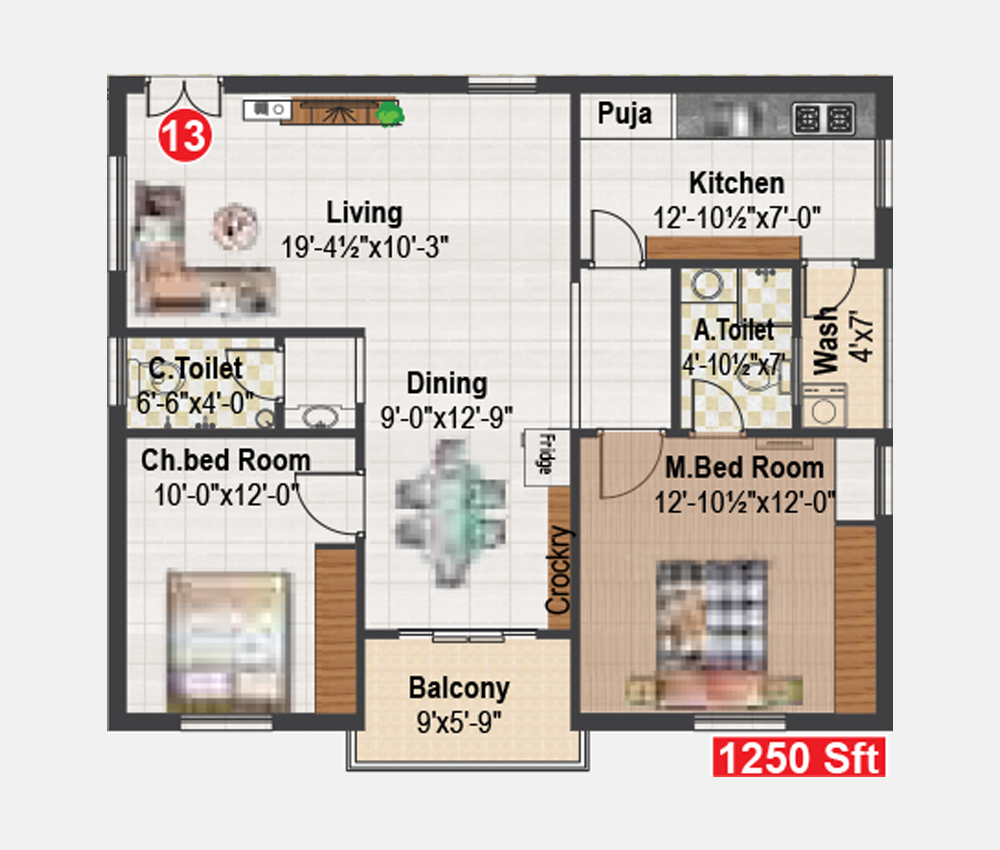 13
Puja
Kitchen
12'-10½"x7'-0"
Living
19'-4½"x10'-3"
A.Toilet
4'-10½"x7'
Wash
4'x7'
C.Toilet
6'-6"x4'-0"
Dining
9'-0"x12'-9"
Fridge
Ch.bed Room
10'-0"x12'-0"
M.Bed Room
12'-10½"x12'-0"
Crockry
Balcony
9'x5'-9"
1250 Sft